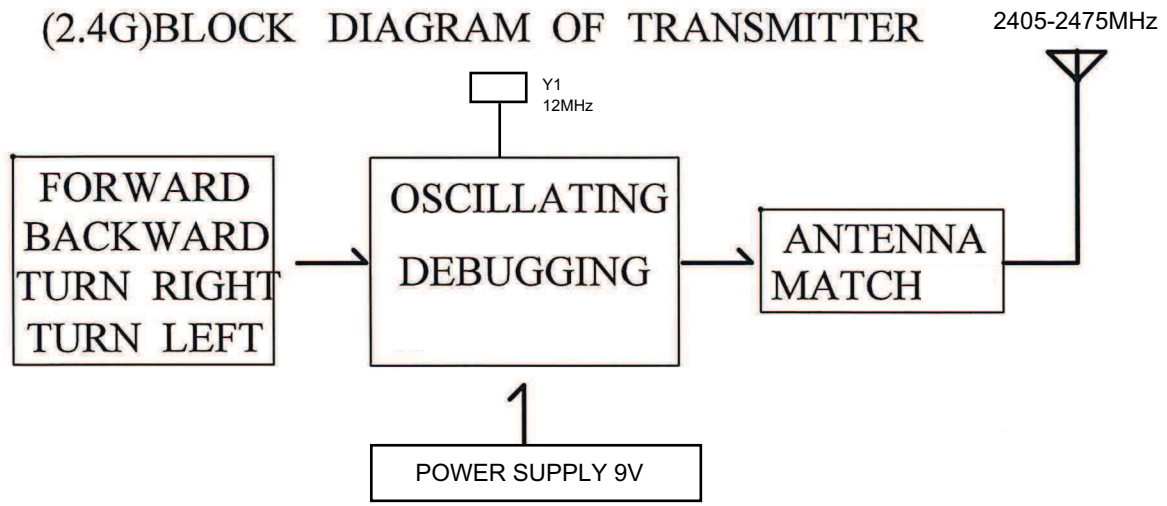 (2.4G)BLOCK DIAGRAM OF TRANSMITTER
2405-2475MHz
Y1
12MHz
FORWARD
BACKWARD
TURN RIGHT
TURN LEFT
OSCILLATING
DEBUGGING
ANTENNA
MATCH
POWER SUPPLY 9V